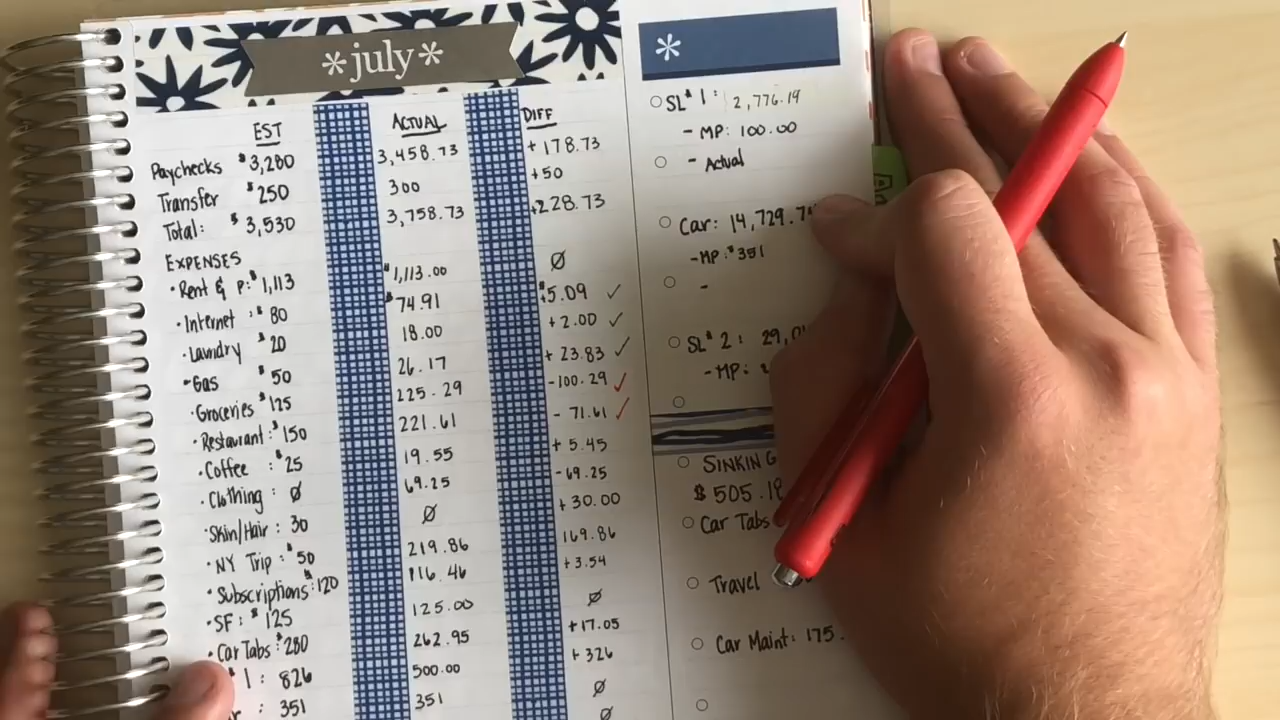 *july*
EST ACTUAL DIFF
Paychecks $3,280 3,458.73 +178.73
Transfer $250 300 +50
Total: $3,530 3,758.73 +228.73
EXPENSES
• Rent & P: $1,113 $1,113.00 Ø
• Internet : $80 $74.91 $5.09 ✓
• Laundry $20 18.00 +2.00 ✓
• Gas $50 26.17 +23.83 ✓
• Groceries $125 225.29 -100.29 ✓
• Restaurant: $150 221.61 -71.61 ✓
• Coffee : $25 19.55 +5.45
• Clothing : Ø 69.25 -69.25
• Skin/Hair : 30 Ø +30.00
• NY Trip : $50 219.86 169.86
• Subscriptions: $120 116.46 +3.54
• SF: $125 125.00 Ø
• Car Tabs: $280 262.95 +17.05
1: 826 500.00 +326
351 351 Ø
Ø
*
SL# 1: 2,776.19
- MP: 100.00
- Actual
Car: 14,729.7
- MP: $351
-
SL# 2: 29,0
- MP:
SINKING
$505.18
Car Tabs
Travel
Car Maint: 175.